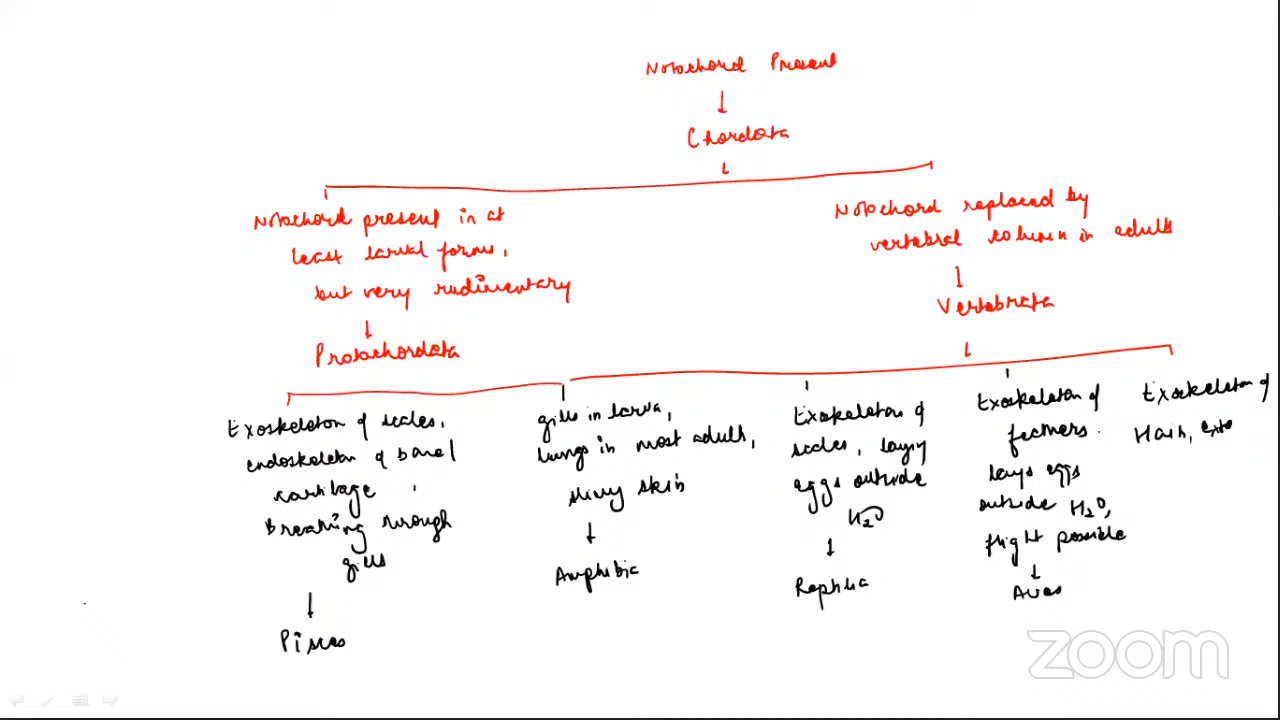 Notochord Present
Chordata
Notochord present in at
least larval forms,
but very rudimentary
Protochordata
Notochord replaced by
vertebral column in adults
Vertebrata
Exoskeleton of scales,
endoskeleton of bone/
cartilage,
Breathing through
gills
Pisces
gills in larva,
lungs in most adult,
slimy skin
Amphibia
Exoskeleton of
scales, laying
eggs outside
H₂O
Reptilia
Exoskeleton of
feathers.
lays eggs
outside H₂O,
flight possible
Aves
Exoskeleton of
Hair, exte
zoom